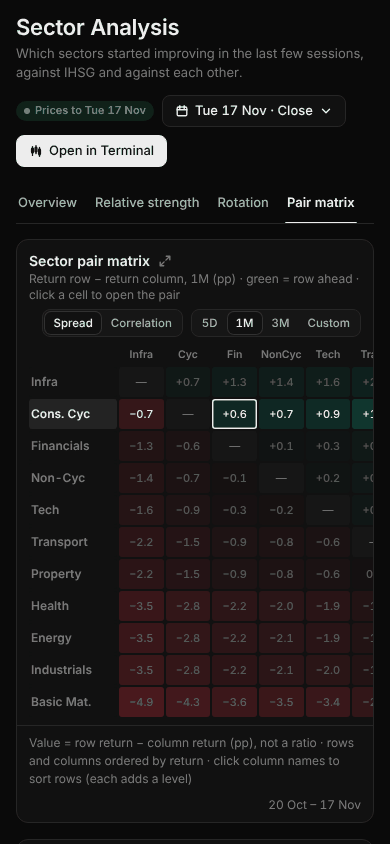 Sector Analysis
Which sectors started improving in the last few sessions,
against IHSG and against each other.
Prices to Tue 17 Nov
Tue 17 Nov · Close
Open in Terminal
Overview Relative strength Rotation Pair matrix
Sector pair matrix
Return row − return column, 1M (pp) · green = row ahead ·
click a cell to open the pair
Spread Correlation 5D 1M 3M Custom
Infra Cyc Fin NonCyc Tech
Infra — +0.7 +1.3 +1.4 +1.6
Cons. Cyc −0.7 — +0.6 +0.7 +0.9
Financials −1.3 −0.6 — +0.1 +0.3
Non-Cyc −1.4 −0.7 −0.1 — +0.2
Tech −1.6 −0.9 −0.3 −0.2 —
Transport −2.2 −1.5 −0.9 −0.8 −0.6
Property −2.2 −1.5 −0.9 −0.8 −0.6
Health −3.5 −2.8 −2.2 −2.0 −1.9
Energy −3.5 −2.8 −2.2 −2.1 −1.9
Industrials −3.5 −2.8 −2.2 −2.1 −2.0
Basic Mat. −4.9 −4.3 −3.6 −3.5 −3.4
Value = row return − column return (pp), not a ratio · rows
and columns ordered by return · click column names to
sort rows (each adds a level)
20 Oct – 17 Nov